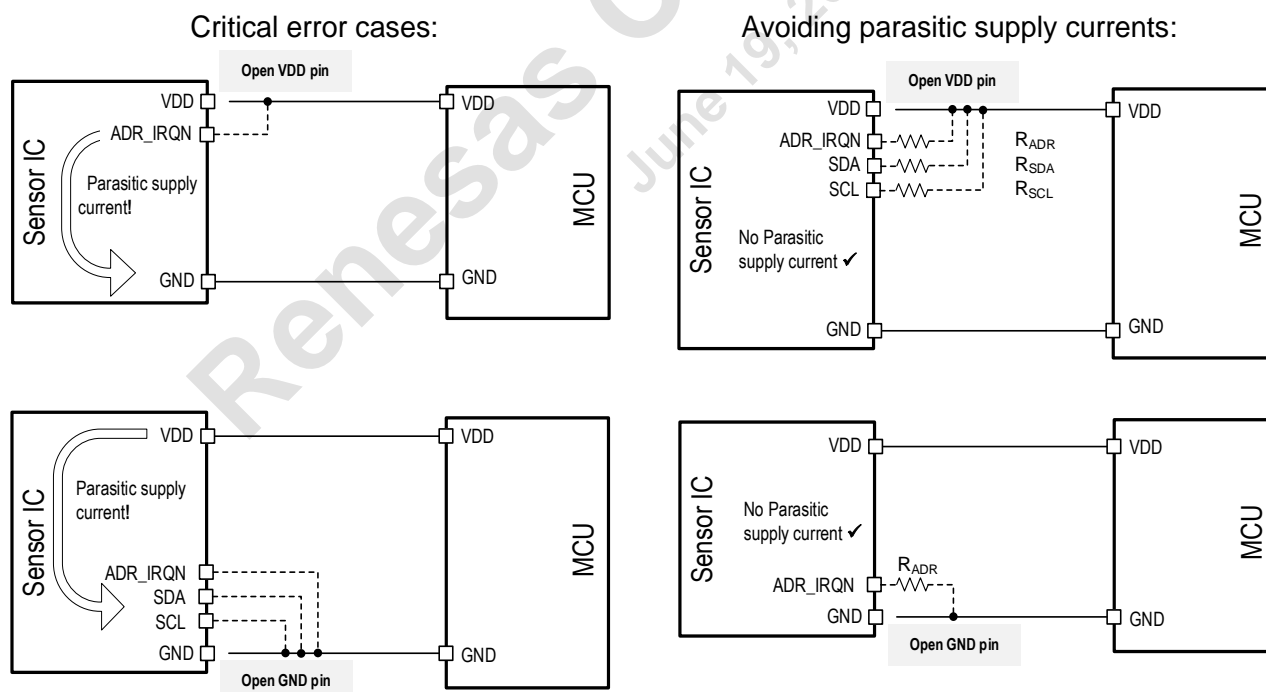 Critical error cases:
Open VDD pin
VDD
ADR_IRQN
Parasitic supply
current!
GND
Sensor IC
VDD
GND
MCU
Avoiding parasitic supply currents:
Open VDD pin
VDD
ADR_IRQN
SDA
SCL
RADR
RSDA
RSCL
No Parasitic
supply current ✓
GND
Sensor IC
VDD
GND
MCU
VDD
Parasitic supply
current!
ADR_IRQN
SDA
SCL
GND
Open GND pin
Sensor IC
VDD
GND
MCU
VDD
No Parasitic
supply current ✓
RADR
ADR_IRQN
GND
Open GND pin
Sensor IC
VDD
GND
MCU
Renesas
June 19,